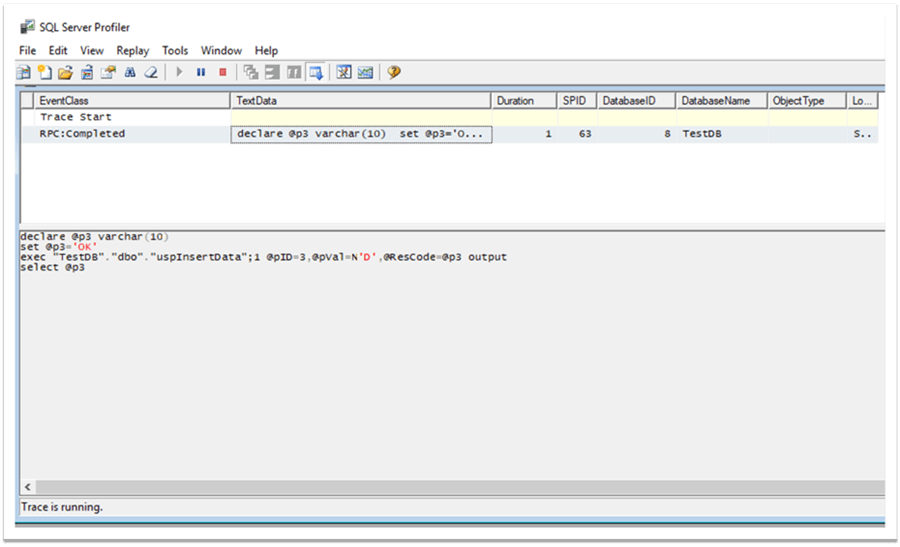 SQL Server Profiler
File Edit View Replay Tools Window Help
EventClass TextData Duration SPID DatabaseID DatabaseName ObjectType Lo...
Trace Start
RPC:Completed declare @p3 varchar(10) set @p3='O... 1 63 8 TestDB S..
declare @p3 varchar(10)
set @p3='OK'
exec "TestDB"."dbo"."uspInsertData";1 @pID=3,@pVal=N'D',@ResCode=@p3 output
select @p3
Trace is running.